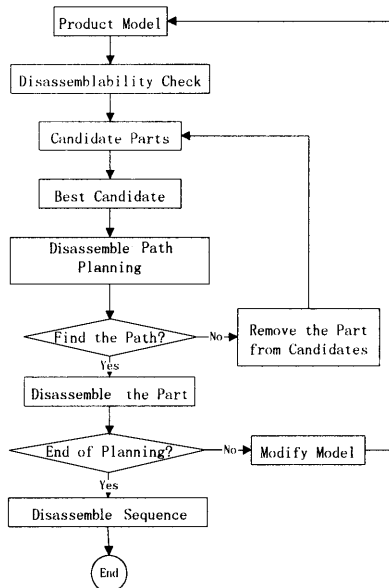 Product Model
Disassemblability Check
Candidate Parts
Best Candidate
Disassemble Path
Planning
Find the Path?
No
Remove the Part
from Candidates
Yes
Disassemble the Part
End of Planning?
No
Modify Model
Yes
Disassemble Sequence
End